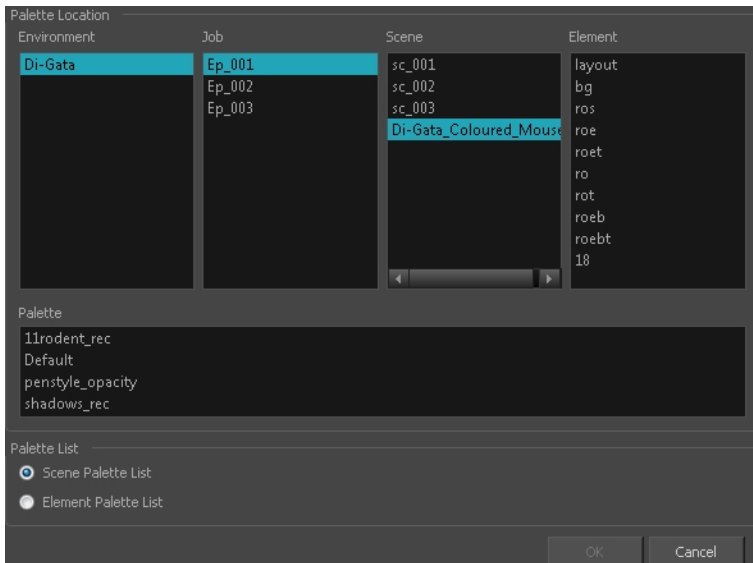 Palette Location
Environment
Job
Scene
Element
Di-Gata
Ep_001
Ep_002
Ep_003
sc_001
sc_002
sc_003
Di-Gata_Coloured_Mouse
layout
bg
ros
roe
roet
ro
rot
roeb
roebt
18
Palette
11rodent_rec
Default
penstyle_opacity
shadows_rec
Palette List
Scene Palette List
Element Palette List
OK
Cancel